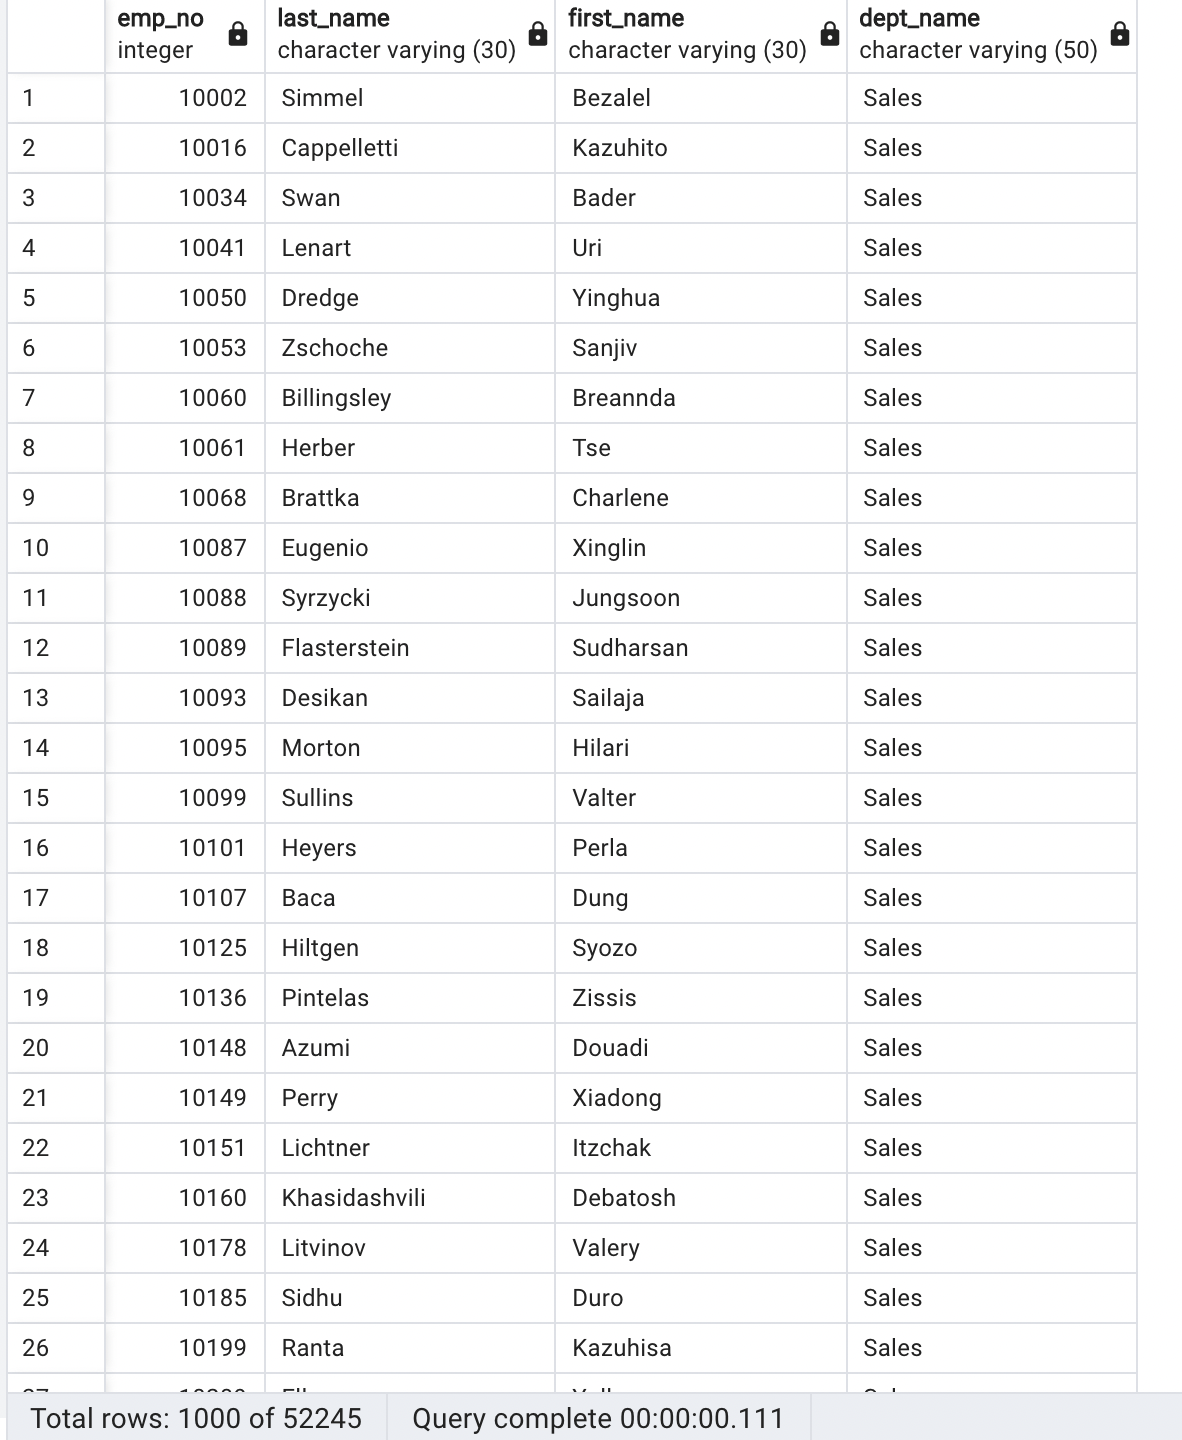 emp_no last_name first_name dept_name
integer character varying (30) character varying (30) character varying (50)
1 10002 Simmel Bezalel Sales
2 10016 Cappelletti Kazuhito Sales
3 10034 Swan Bader Sales
4 10041 Lenart Uri Sales
5 10050 Dredge Yinghua Sales
6 10053 Zschoche Sanjiv Sales
7 10060 Billingsley Breannda Sales
8 10061 Herber Tse Sales
9 10068 Brattka Charlene Sales
10 10087 Eugenio Xinglin Sales
11 10088 Syrzycki Jungsoon Sales
12 10089 Flasterstein Sudharsan Sales
13 10093 Desikan Sailaja Sales
14 10095 Morton Hilari Sales
15 10099 Sullins Valter Sales
16 10101 Heyers Perla Sales
17 10107 Baca Dung Sales
18 10125 Hiltgen Syozo Sales
19 10136 Pintelas Zissis Sales
20 10148 Azumi Douadi Sales
21 10149 Perry Xiadong Sales
22 10151 Lichtner Itzchak Sales
23 10160 Khasidashvili Debatosh Sales
24 10178 Litvinov Valery Sales
25 10185 Sidhu Duro Sales
26 10199 Ranta Kazuhisa Sales
Total rows: 1000 of 52245 Query complete 00:00:00.111